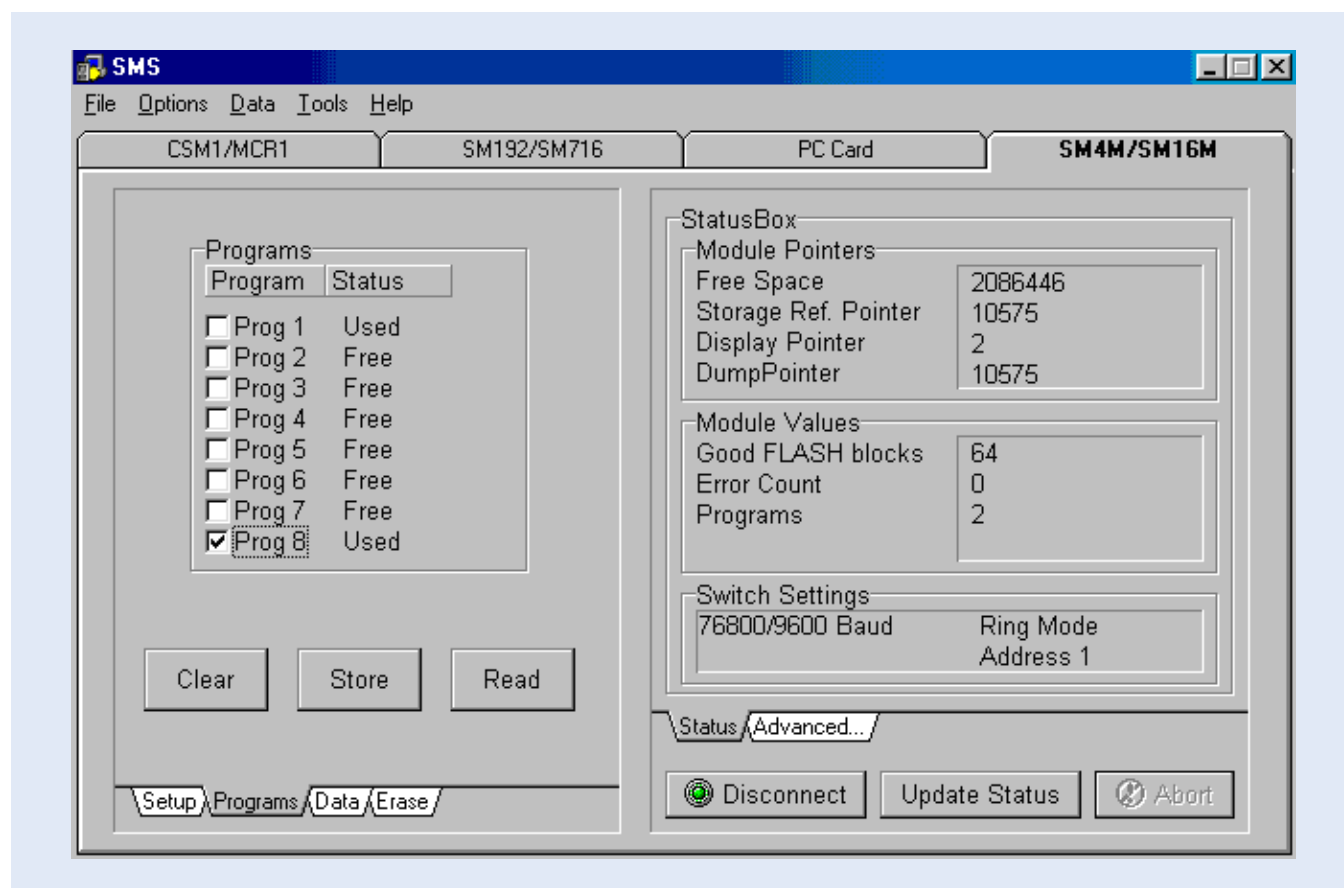 SMS
File Options Data Tools Help
CSM1/MCR1 SM192/SM716 PC Card SM4M/SM16M
Programs
Program Status
Prog 1 Used
Prog 2 Free
Prog 3 Free
Prog 4 Free
Prog 5 Free
Prog 6 Free
Prog 7 Free
Prog 8 Used
Clear Store Read
Setup Programs Data Erase
StatusBox
Module Pointers
Free Space 2086446
Storage Ref. Pointer 10575
Display Pointer 2
DumpPointer 10575
Module Values
Good FLASH blocks 64
Error Count 0
Programs 2
Switch Settings
76800/9600 Baud Ring Mode
Address 1
Status Advanced...
Disconnect Update Status Abort